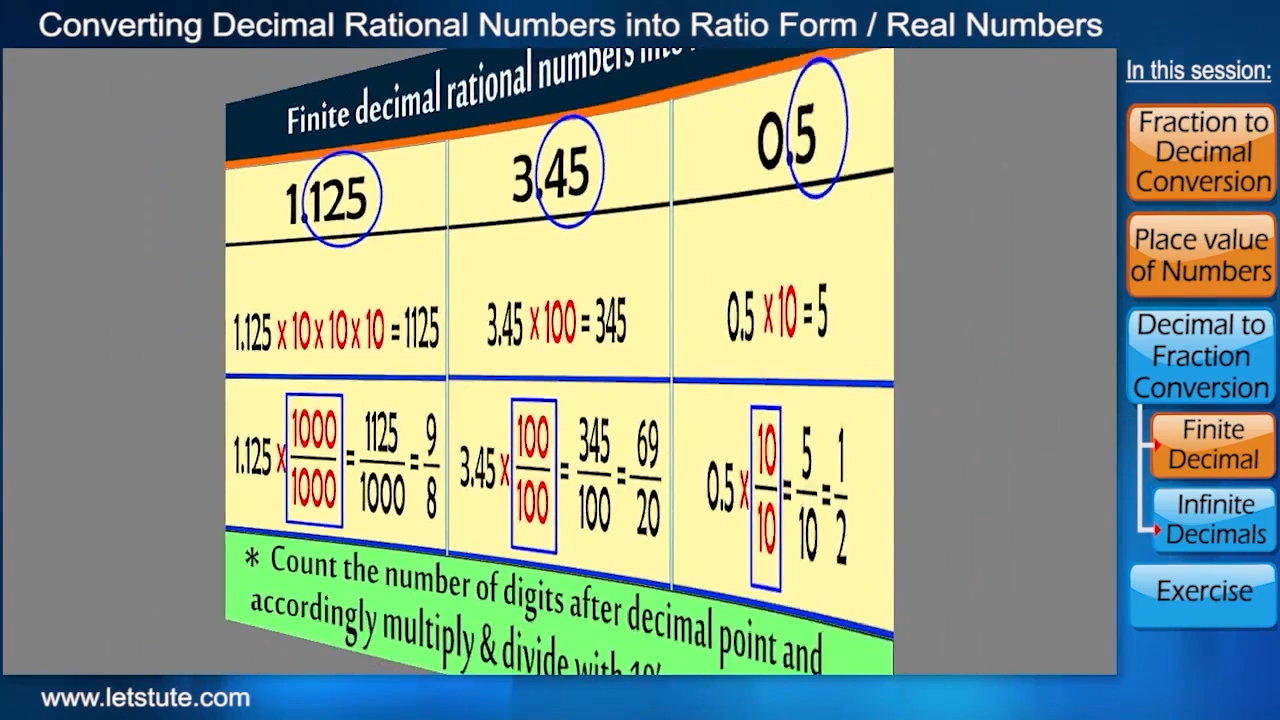 Converting Decimal Rational Numbers into Ratio Form / Real Numbers
In this session:
Fraction to
Decimal
Conversion
Place value
of Numbers
Decimal to
Fraction
Conversion
Finite
Decimal
Infinite
Decimals
Exercise
Finite decimal rational numbers into
1.125 3.45 0.5
1.125 × 10 × 10 × 10 = 1125 3.45 × 100 = 345 0.5 × 10 = 5
1.125 × 1000/1000 = 1125/1000 = 9/8 3.45 × 100/100 = 345/100 = 69/20 0.5 × 10/10 = 5/10 = 1/2
* Count the number of digits after decimal point and
accordingly multiply & divide with
www.letstute.com